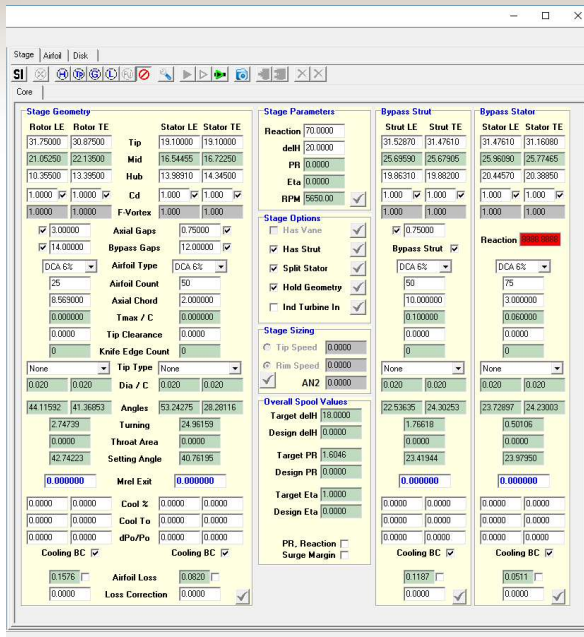 Stage Airfoil Disk
SI
Core
Stage Geometry
Rotor LE Rotor TE Stator LE Stator TE
31.75000 30.87500 Tip 19.10000 19.10000
21.05250 22.13500 Mid 16.54455 16.72250
10.35500 13.39500 Hub 13.98910 14.34500
1.0000 1.0000 Cd 1.000 1.000
1.0000 1.0000 F-Vortex 1.000 1.000
3.00000 Axial Gaps 0.75000
14.00000 Bypass Gaps 12.00000
DCA 6% Airfoil Type DCA 6%
25 Airfoil Count 50
8.569000 Axial Chord 2.000000
0.000000 Tmax / C 0.000000
0.0000 Tip Clearance 0.0000
0 Knife Edge Count 0
None Tip Type None
0.020 0.020 Dia / C 0.020 0.020
44.11592 41.36853 Angles 53.24275 28.28116
2.74739 Turning 24.96159
0.0000 Throat Area 0.0000
42.74223 Setting Angle 40.76195
0.000000 Mrel Exit 0.000000
0.0000 0.0000 Cool % 0.0000 0.0000
0.0000 0.0000 Cool To 0.0000 0.0000
0.0000 0.0000 dPo/Po 0.0000 0.0000
Cooling BC Cooling BC
0.1576 Airfoil Loss 0.0820
0.0000 Loss Correction 0.0000
Stage Parameters
Reaction 70.0000
delH 20.0000
PR 0.0000
Eta 0.0000
RPM 5650.00
Stage Options
Has Vane
Has Strut
Split Stator
Hold Geometry
Ind Turbine In
Stage Sizing
Tip Speed 0.0000
Rim Speed 0.0000
AN2 0.0000
Overall Spool Values
Target delH 18.0000
Design delH 0.0000
Target PR 1.6046
Design PR 0.0000
Target Eta 1.0000
Design Eta 0.0000
PR, Reaction
Surge Margin
Bypass Strut
Strut LE Strut TE
31.52870 31.47610
25.69590 25.67905
19.86310 19.88200
1.000 1.000
1.000 1.000
0.75000
Bypass Strut
DCA 6%
50
10.000000
0.100000
0.0000
0
None
0.020 0.020
22.53635 24.30253
1.76618
0.0000
23.41944
0.000000
0.0000 0.0000
0.0000 0.0000
0.0000 0.0000
Cooling BC
0.1187
0.0000
Bypass Stator
Stator LE Stator TE
31.47610 31.16080
25.96090 25.77465
20.44570 20.38850
1.000 1.000
1.000 1.000
Reaction
DCA 6%
75
3.000000
0.060000
0.0000
0
None
0.020 0.020
23.72897 24.23003
0.50106
0.0000
23.97950
0.000000
0.0000 0.0000
0.0000 0.0000
0.0000 0.0000
Cooling BC
0.0511
0.0000